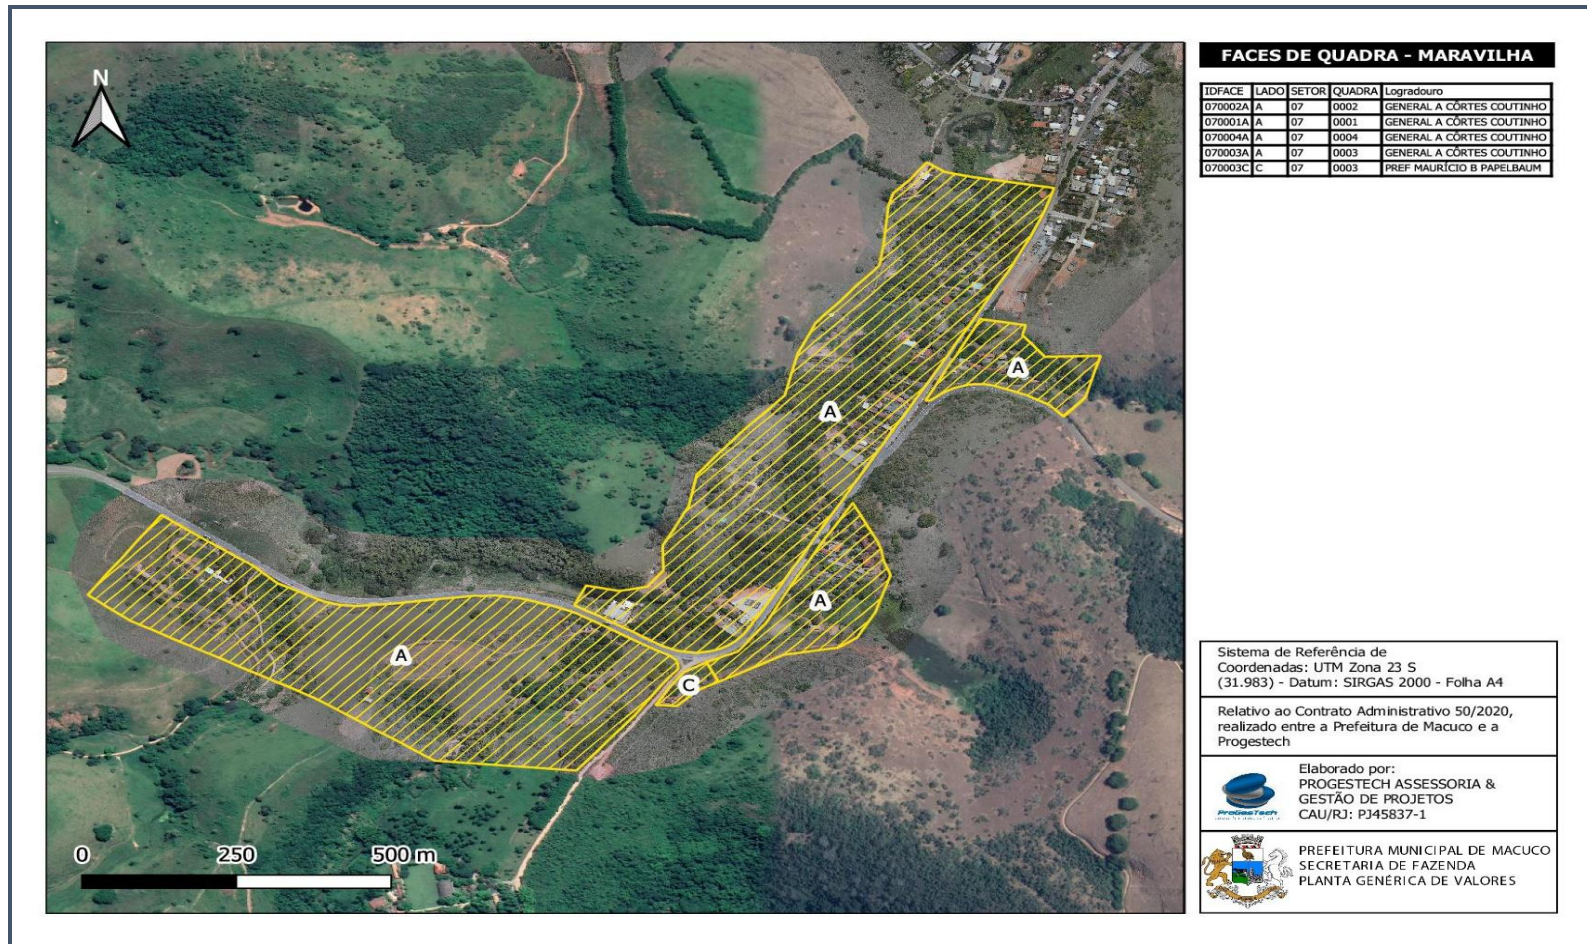 FACES DE QUADRA - MARAVILHA
IDFACE LADO SETOR QUADRA Logradouro
070002A A 07 0002 GENERAL A CÔRTES COUTINHO
070001A A 07 0001 GENERAL A CÔRTES COUTINHO
070004A A 07 0004 GENERAL A CÔRTES COUTINHO
070003A A 07 0003 GENERAL A CÔRTES COUTINHO
070003C C 07 0003 PREF MAURÍCIO B PAPELBAUM
N
A
A
A
A
C
0 250 500 m
Sistema de Referência de
Coordenadas: UTM Zona 23 S
(31.983) - Datum: SIRGAS 2000 - Folha A4
Relativo ao Contrato Administrativo 50/2020,
realizado entre a Prefeitura de Macuco e a
Progestech
ProGesTech
Elaborado por:
PROGESTECH ASSESSORIA &
GESTÃO DE PROJETOS
CAU/RJ: PJ45837-1
PREFEITURA MUNICIPAL DE MACUCO
SECRETARIA DE FAZENDA
PLANTA GENÉRICA DE VALORES